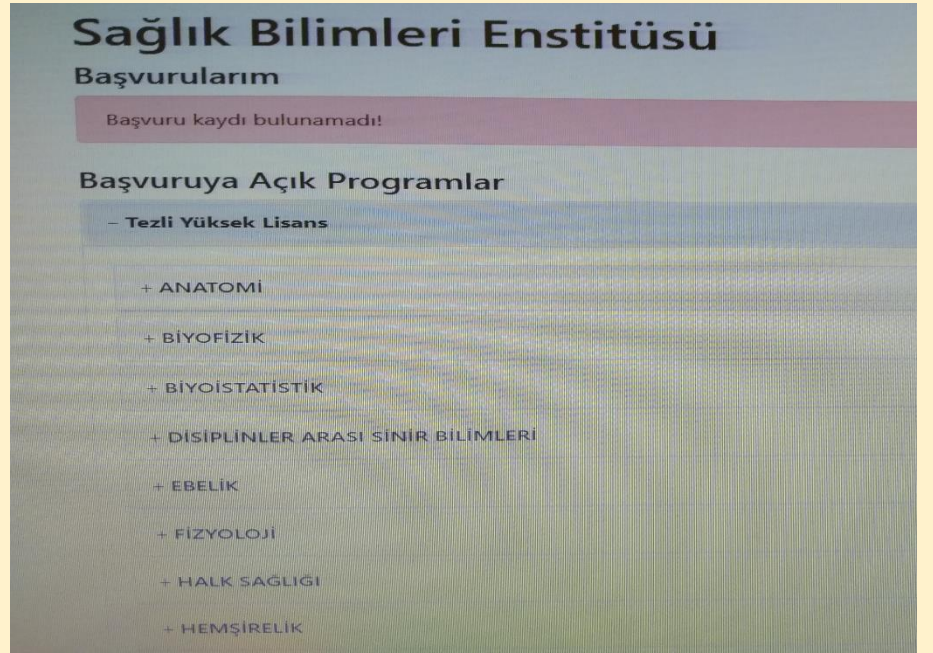 Sağlık Bilimleri Enstitüsü
Başvurularım
Başvuru kaydı bulunamadı!
Başvuruya Açık Programlar
– Tezli Yüksek Lisans
+ ANATOMİ
+ BİYOFİZİK
+ BİYOİSTATİSTİK
+ DİSİPLİNLER ARASI SİNİR BİLİMLERİ
+ EBELİK
+ FİZYOLOJİ
+ HALK SAĞLIĞI
+ HEMŞİRELİK